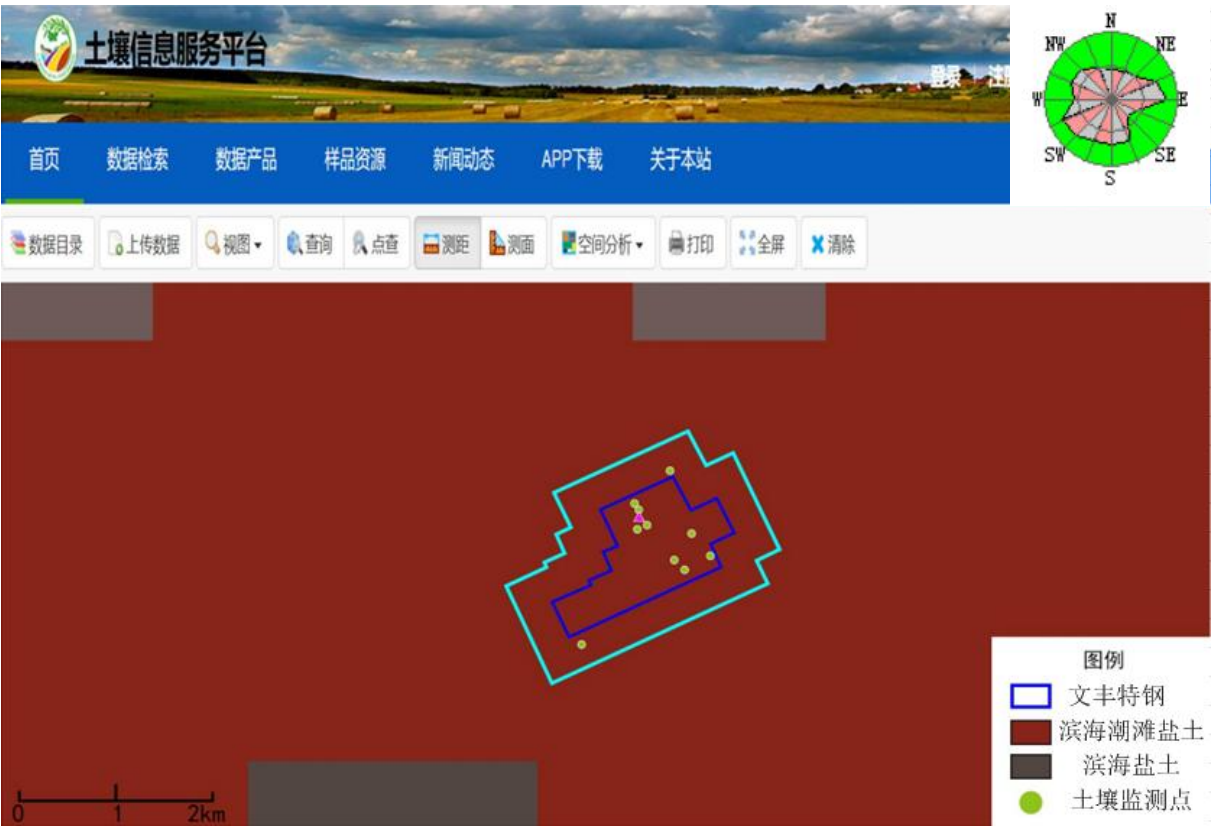 土壤信息服务平台
登录
首页 数据检索 数据产品 样品资源 新闻动态 APP下载 关于本站
数据目录 上传数据 视图 查询 点查 测距 测面 空间分析 打印 全屏 清除
N
NW NE
W E
SW SE
S
图例
文丰特钢
滨海潮滩盐土
滨海盐土
土壤监测点
0 1 2km